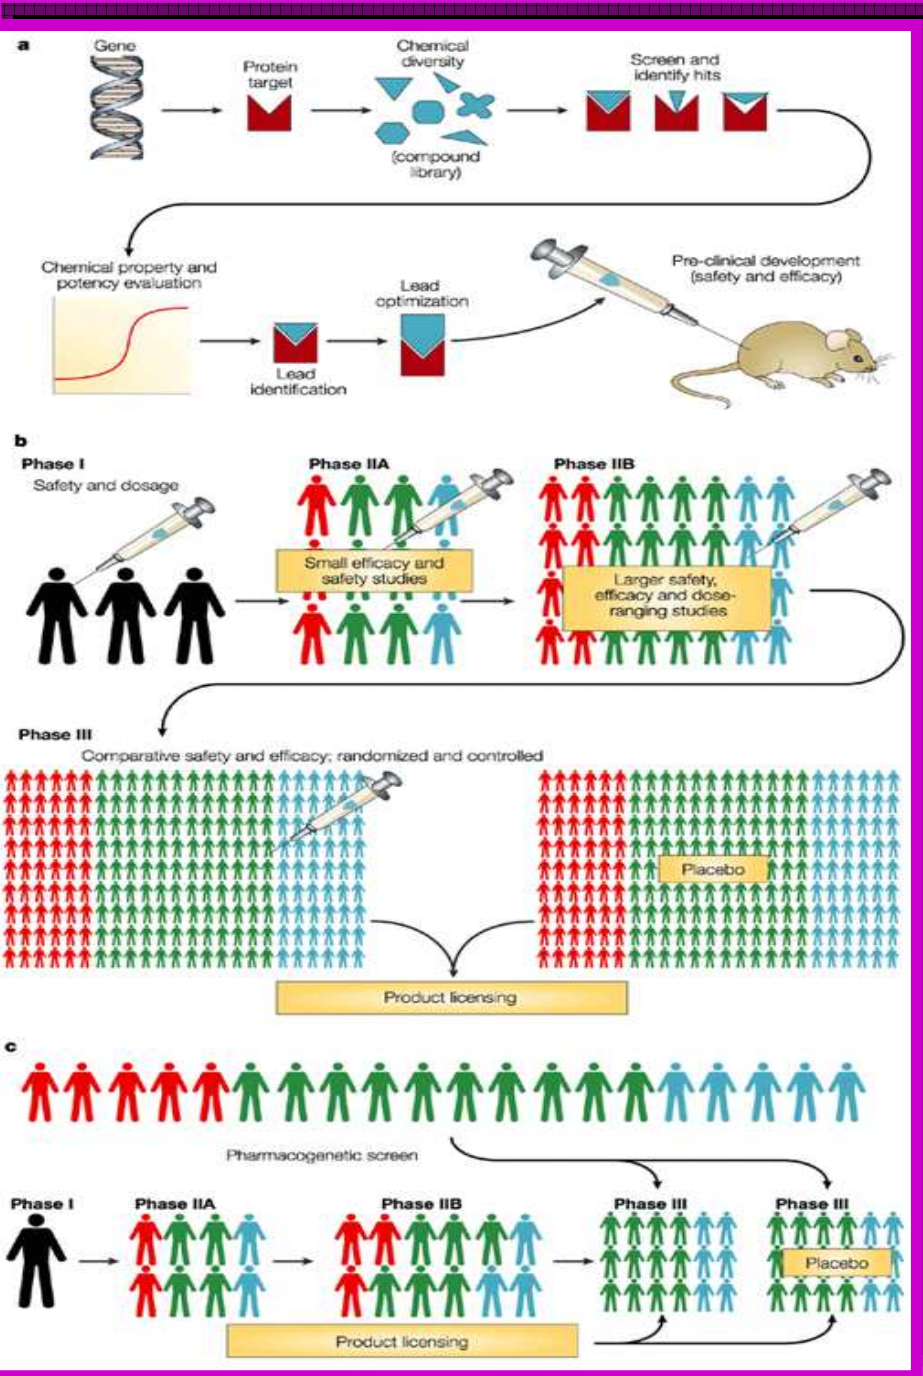 a
Gene
Protein
target
Chemical
diversity
(compound
library)
Screen and
identify hits
Chemical property and
potency evaluation
Lead
identification
Lead
optimization
Pre-clinical development
(safety and efficacy)
b
Phase I
Safety and dosage
Phase IIA
Small efficacy and
safety studies
Phase IIB
Larger safety,
efficacy and dose-
ranging studies
Phase III
Comparative safety and efficacy; randomized and controlled
Placebo
Product licensing
c
Pharmacogenetic screen
Phase I
Phase IIA
Phase IIB
Phase III
Phase III
Placebo
Product licensing